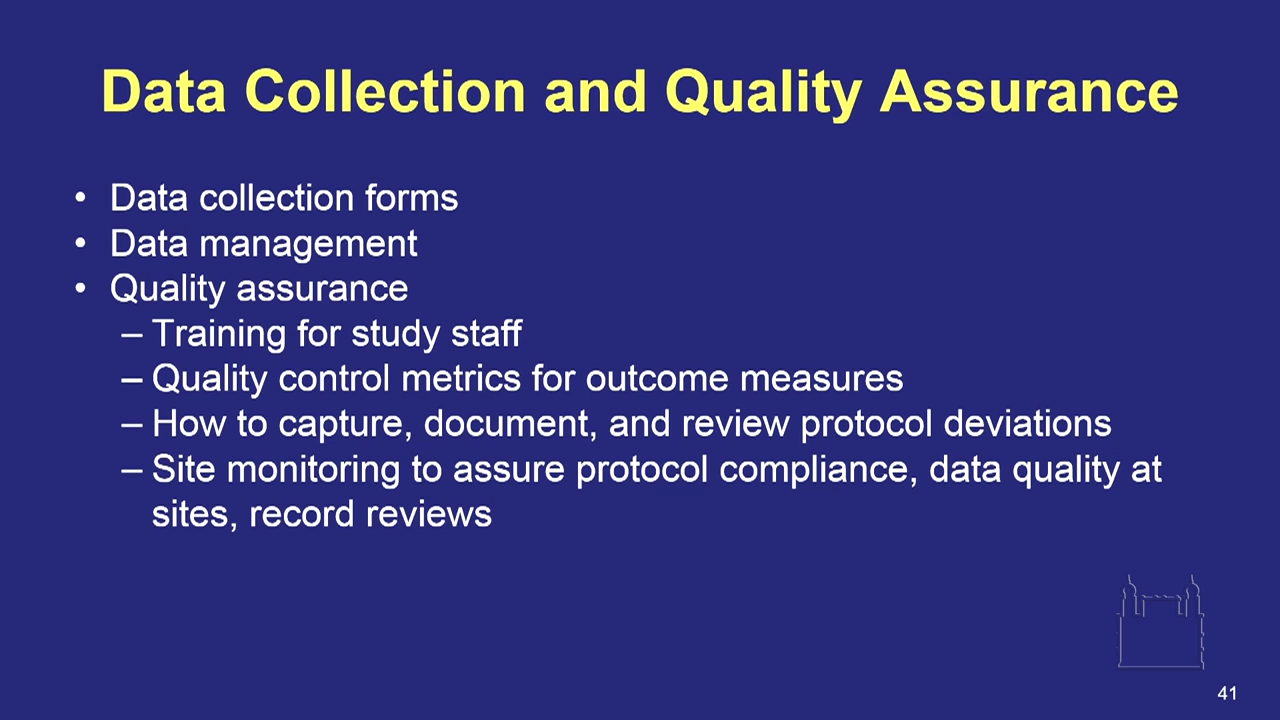 Data Collection and Quality Assurance
• Data collection forms
• Data management
• Quality assurance
– Training for study staff
– Quality control metrics for outcome measures
– How to capture, document, and review protocol deviations
– Site monitoring to assure protocol compliance, data quality at
sites, record reviews
41